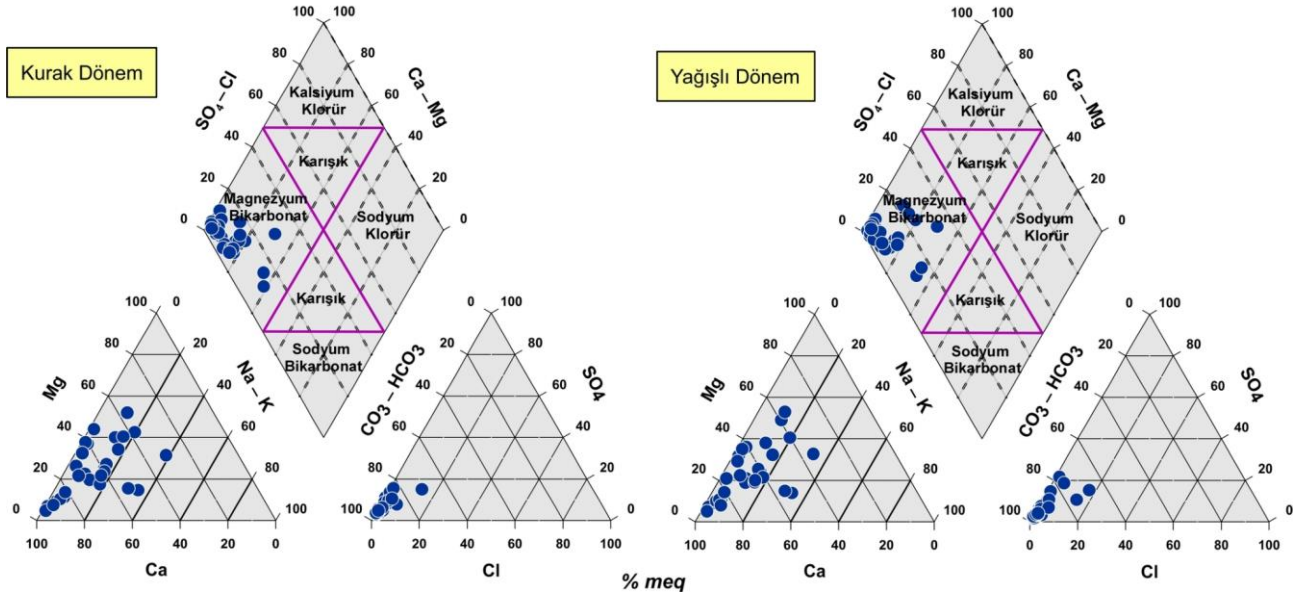 Kurak Dönem
100 100
80 80
60 60
40 40
20 20
0 0
SO₄ – Cl
Ca – Mg
Kalsiyum
Klorür
Karışık
Magnezyum
Bikarbonat
Sodyum
Klorür
Karışık
Sodyum
Bikarbonat
100 0
80 20
60 40
40 60
20 80
0 100
Mg
Na – K
100 80 60 40 20 0
Ca
0 100
20 80
40 60
60 40
80 20
100 0
CO₃ – HCO₃
SO4
0 20 40 60 80 100
Cl
Yağışlı Dönem
100 100
80 80
60 60
40 40
20 20
0 0
SO₄ – Cl
Ca – Mg
Kalsiyum
Klorür
Karışık
Magnezyum
Bikarbonat
Sodyum
Klorür
Karışık
Sodyum
Bikarbonat
100 0
80 20
60 40
40 60
20 80
0 100
Mg
Na – K
100 80 60 40 20 0
Ca
0 100
20 80
40 60
60 40
80 20
100 0
CO₃ – HCO₃
SO4
0 20 40 60 80 100
Cl
% meq